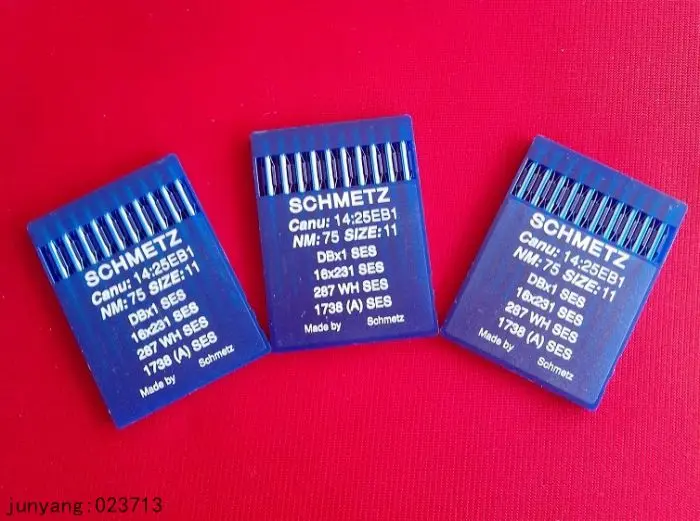 SCHMETZ
Canu: 14:25EB1
NM: 75 SIZE: 11
DBx1 SES
16x231 SES
287 WH SES
1738 (A) SES
Made by Schmetz
SCHMETZ
Canu: 14:25EB1
NM: 75 SIZE: 11
DBx1 SES
16x231 SES
287 WH SES
1738 (A) SES
Made by Schmetz
SCHMETZ
Canu: 14:25EB1
NM: 75 SIZE: 11
DBx1 SES
16x231 SES
287 WH SES
1738 (A) SES
Made by Schmetz
junyang:023713